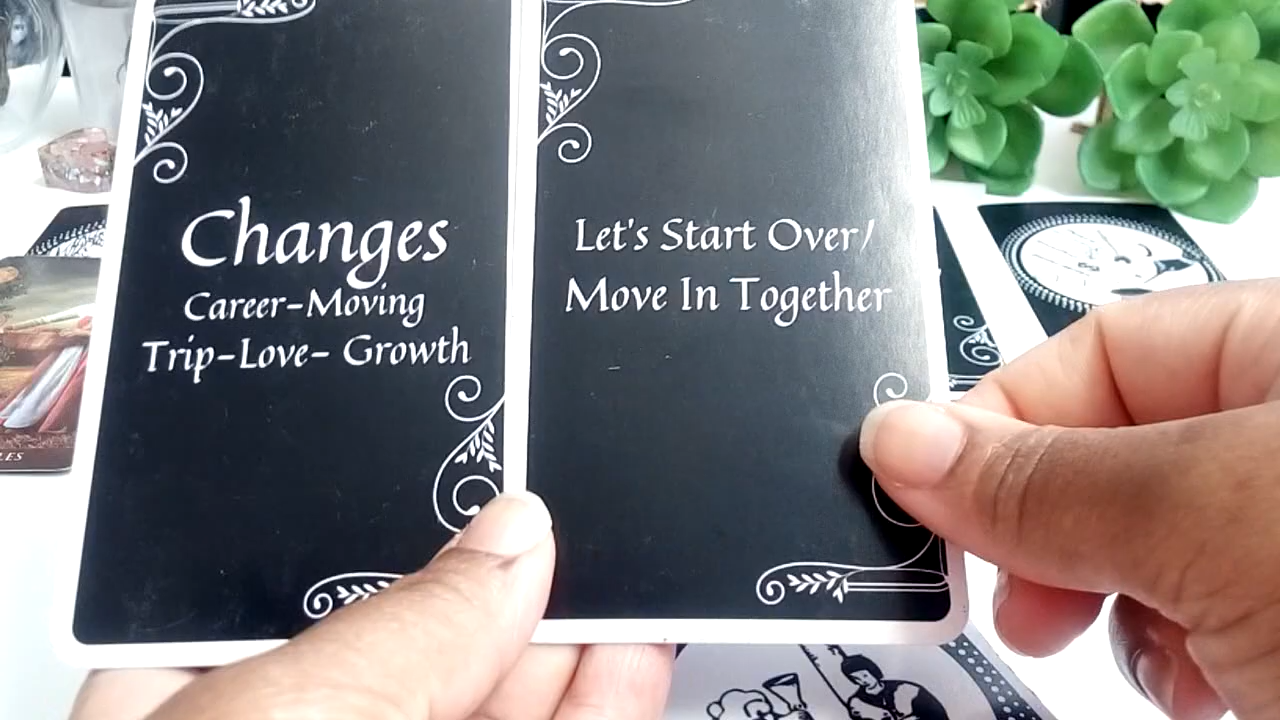 Changes
Career-Moving
Trip-Love- Growth
Let's Start Over/
Move In Together